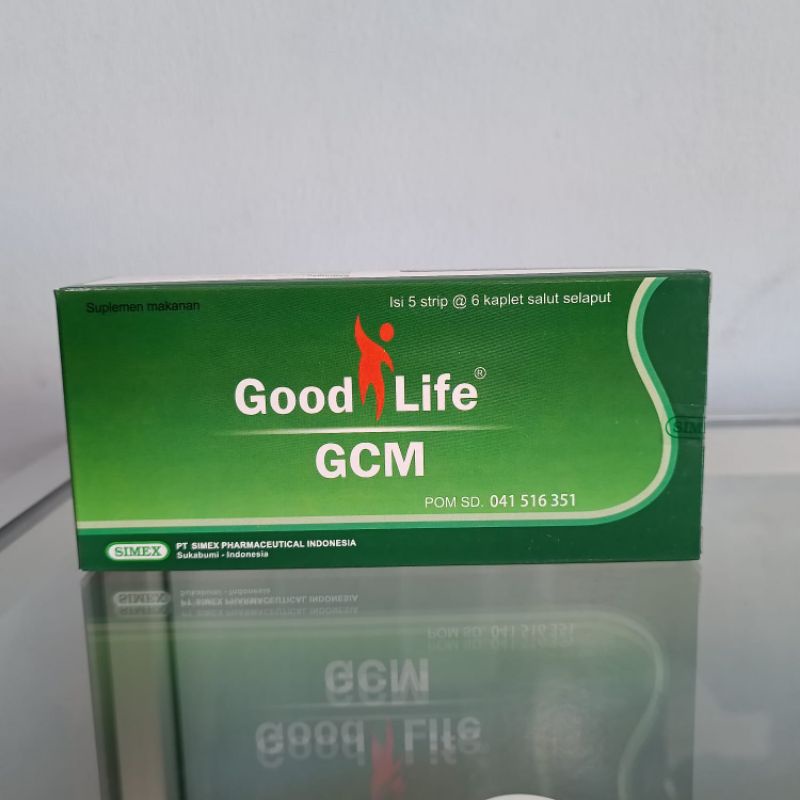 Suplemen makanan
Isi 5 strip @ 6 kaplet salut selaput
Good Life®
GCM
POM SD. 041 516 351
SIMEX
PT SIMEX PHARMACEUTICAL INDONESIA
Sukabumi - Indonesia